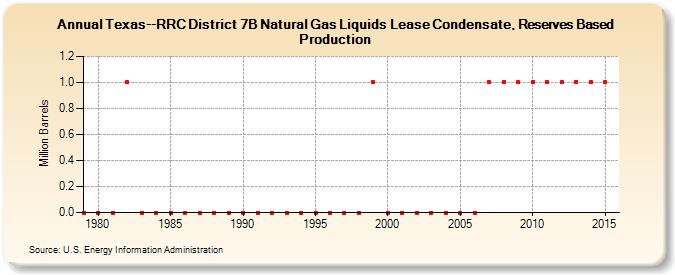 Annual Texas--RRC District 7B Natural Gas Liquids Lease Condensate, Reserves Based
Production
Million Barrels
1.2
1.0
0.8
0.6
0.4
0.2
0.0
1980 1985 1990 1995 2000 2005 2010 2015
Source: U.S. Energy Information Administration